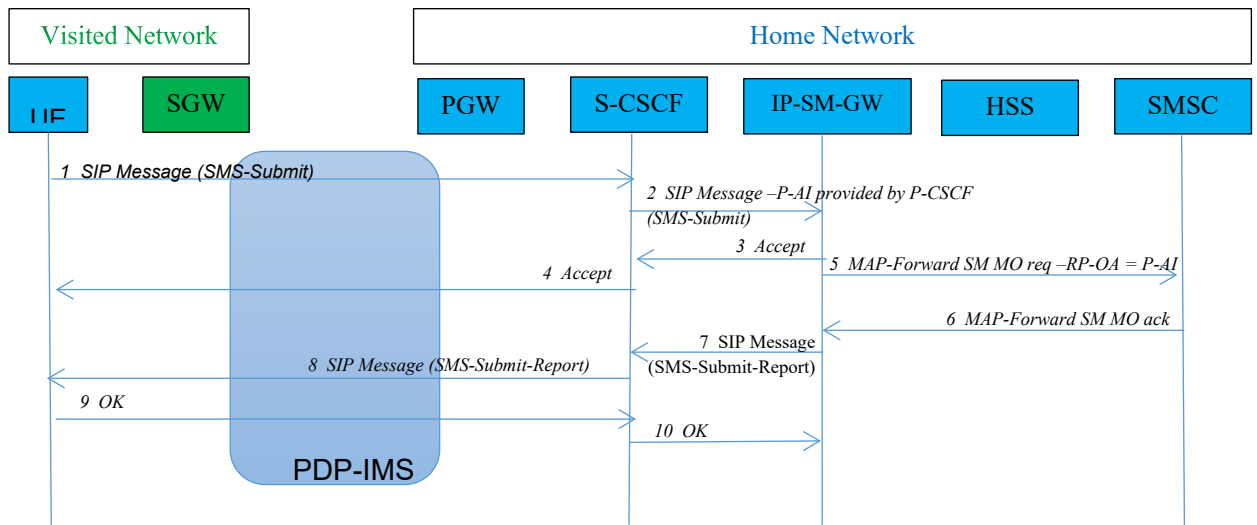 Visited Network
Home Network
SGW
PGW
S-CSCF
IP-SM-GW
HSS
SMSC
1 SIP Message (SMS-Submit)
2 SIP Message –P-AI provided by P-CSCF
(SMS-Submit)
3 Accept
4 Accept
5 MAP-Forward SM MO req –RP-OA = P-AI
6 MAP-Forward SM MO ack
7 SIP Message
(SMS-Submit-Report)
8 SIP Message (SMS-Submit-Report)
9 OK
10 OK
PDP-IMS